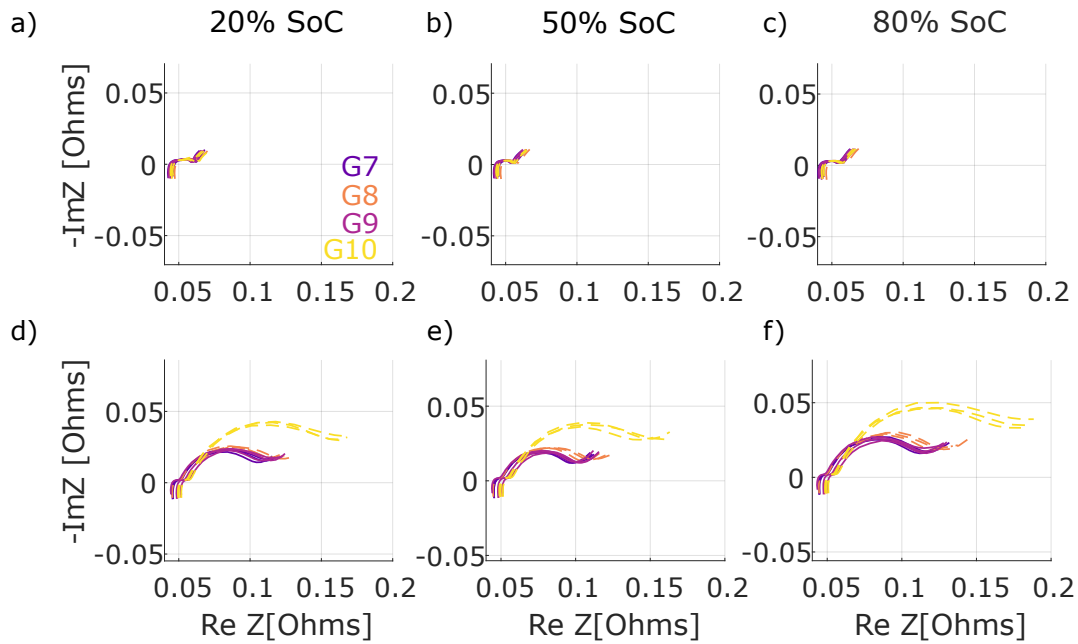 a) 20% SoC b) 50% SoC c) 80% SoC
-ImZ [Ohms]
0.05 0.05 0.05
0 0 0
-0.05 -0.05 -0.05
G7
G8
G9
G10
0.05 0.1 0.15 0.2 0.05 0.1 0.15 0.2 0.05 0.1 0.15 0.2
d) e) f)
-ImZ [Ohms]
0.05 0.05 0.05
0 0 0
-0.05 -0.05 -0.05
0.05 0.1 0.15 0.2 0.05 0.1 0.15 0.2 0.05 0.1 0.15 0.2
Re Z[Ohms] Re Z[Ohms] Re Z[Ohms]